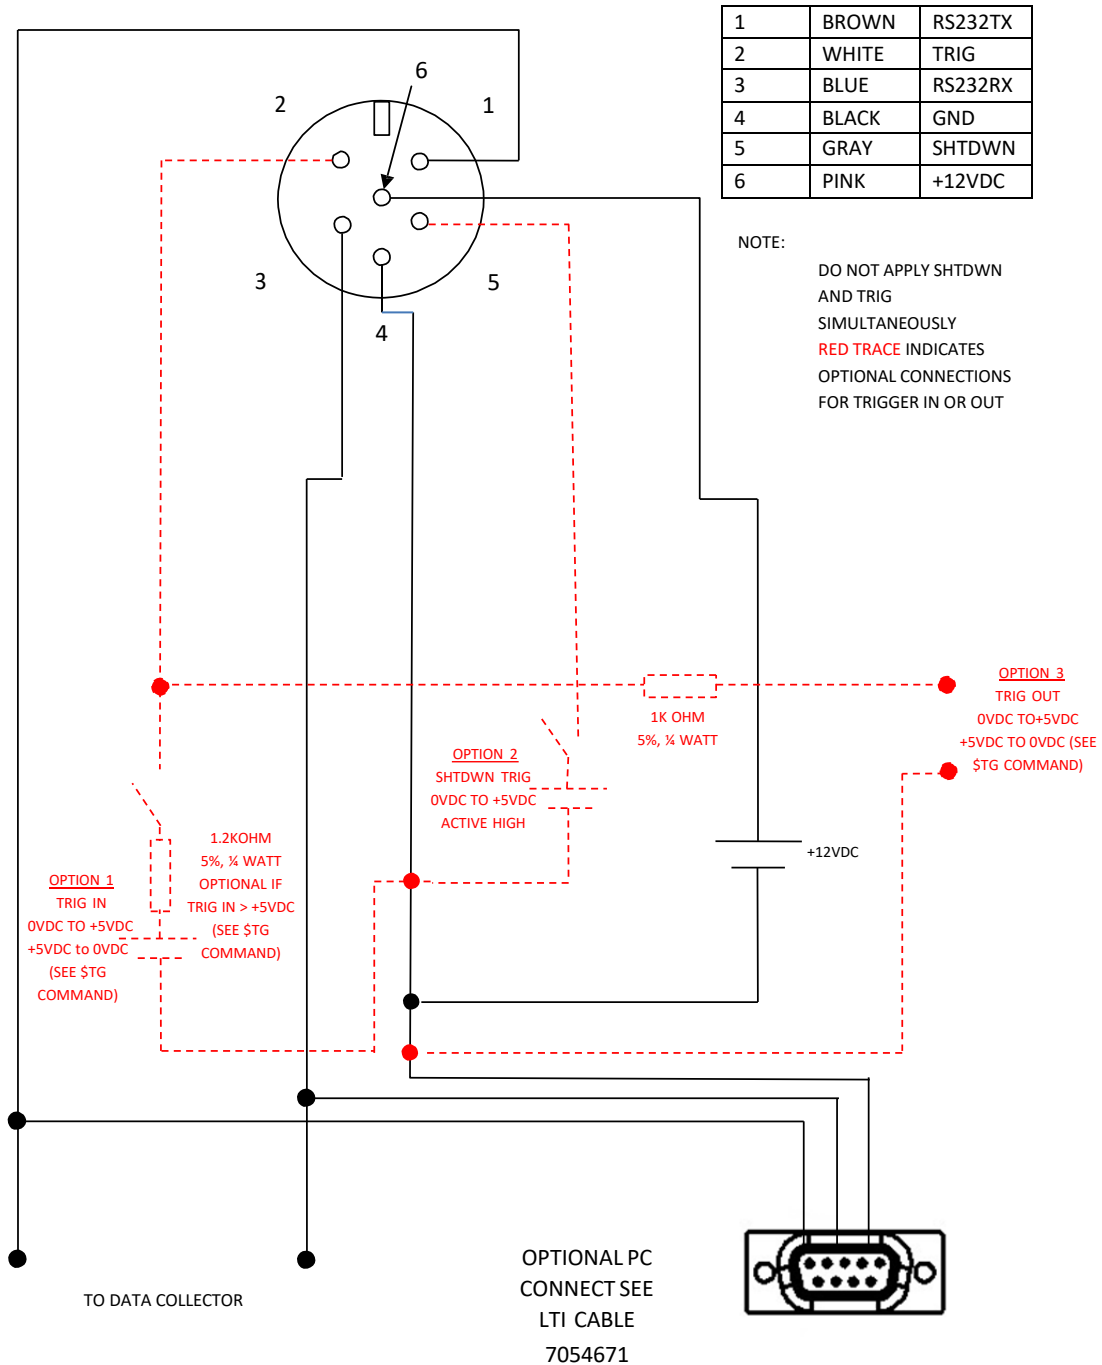 1 BROWN RS232TX
2 WHITE TRIG
3 BLUE RS232RX
4 BLACK GND
5 GRAY SHTDWN
6 PINK +12VDC
6
2
1
3
5
4
NOTE:
DO NOT APPLY SHTDWN
AND TRIG
SIMULTANEOUSLY
RED TRACE INDICATES
OPTIONAL CONNECTIONS
FOR TRIGGER IN OR OUT
OPTION 3
TRIG OUT
0VDC TO+5VDC
+5VDC TO 0VDC (SEE
$TG COMMAND)
1K OHM
5%, ¼ WATT
OPTION 2
SHTDWN TRIG
0VDC TO +5VDC
ACTIVE HIGH
+12VDC
1.2KOHM
5%, ¼ WATT
OPTIONAL IF
TRIG IN > +5VDC
(SEE $TG
COMMAND)
OPTION 1
TRIG IN
0VDC TO +5VDC
+5VDC to 0VDC
(SEE $TG
COMMAND)
TO DATA COLLECTOR
OPTIONAL PC
CONNECT SEE
LTI CABLE
7054671